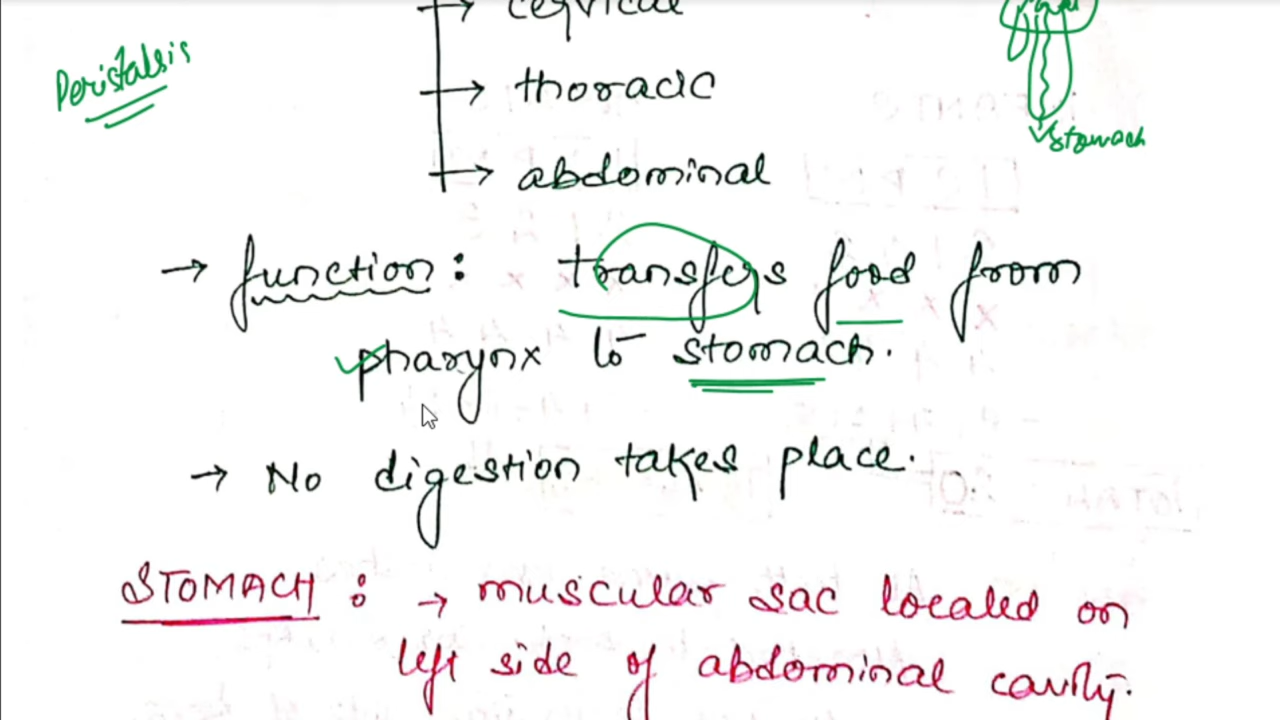 → cervical
Peristalsis
→ thoracic
stomach
→ abdominal
→ function: transfers food from
pharynx to stomach.
→ No digestion takes place.
STOMACH: → muscular sac located on
left side of abdominal cavity.